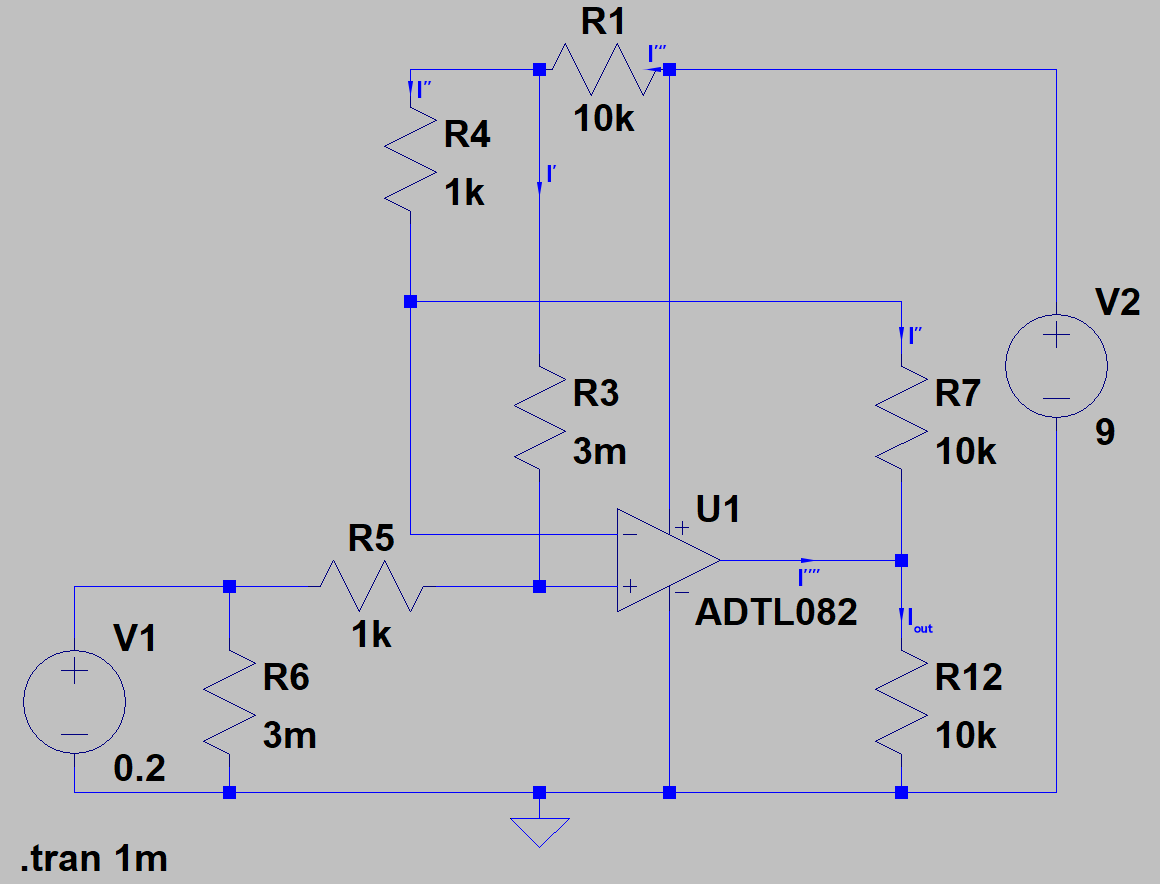 R1
I‴
10k
I″
R4
1k
I′
V2
I″
R3
3m
R7
10k
9
U1
R5
1k
I⁗
ADTL082
Iout
V1
R6
3m
0.2
R12
10k
.tran 1m